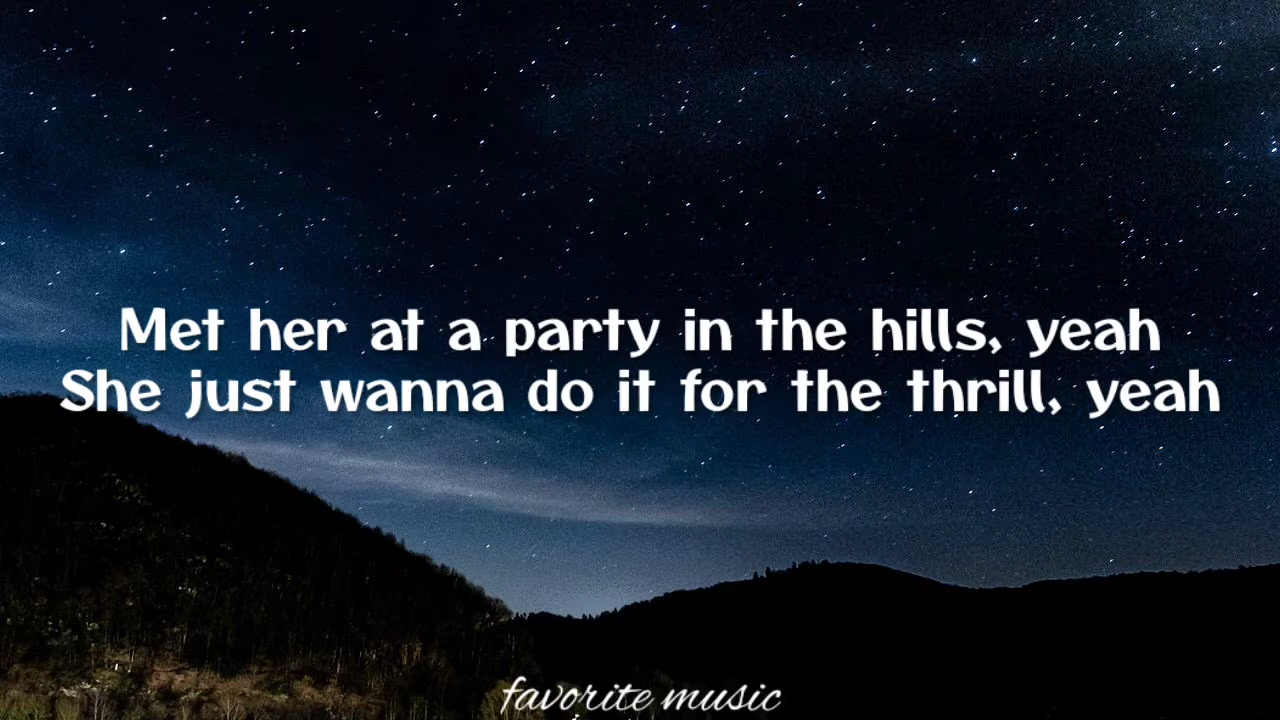 Met her at a party in the hills, yeah
She just wanna do it for the thrill, yeah
favorite music